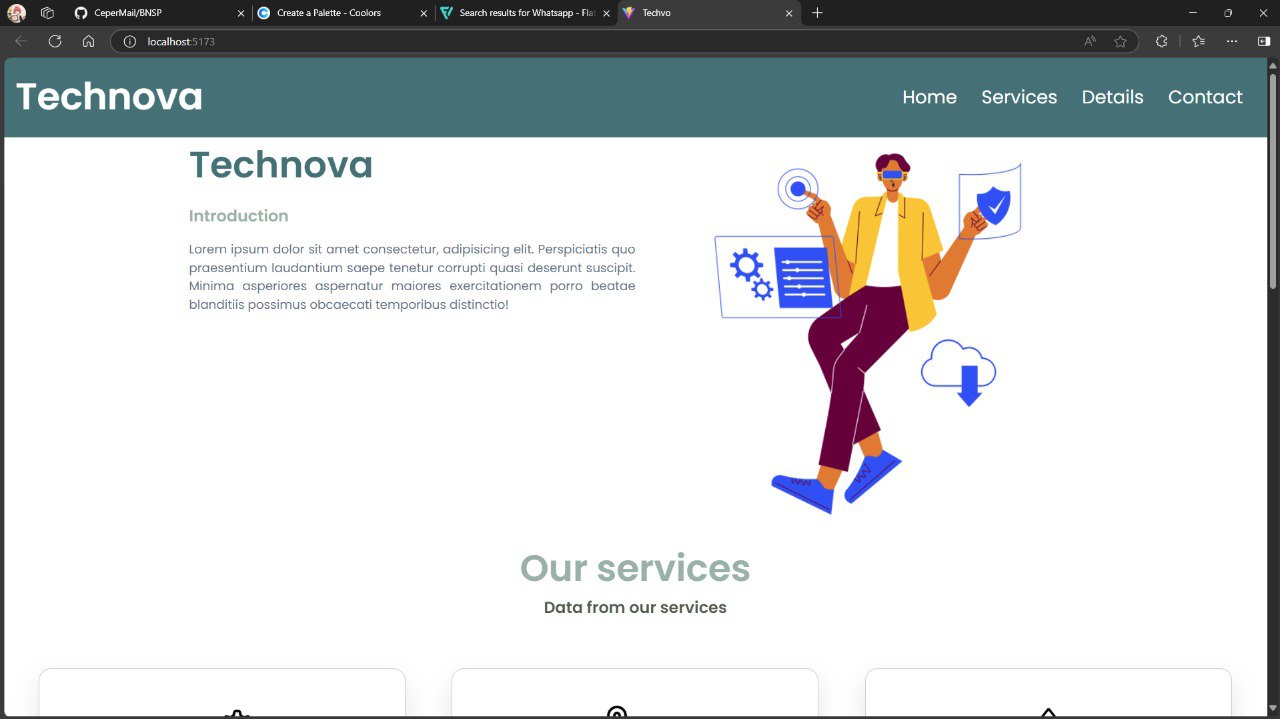 CeperMail/BNSP
Create a Palette - Coolors
Search results for Whatsapp - Flat
Techvo
localhost:5173
Technova
Home Services Details Contact
Technova
Introduction
Lorem ipsum dolor sit amet consectetur, adipisicing elit. Perspiciatis quo
praesentium laudantium saepe tenetur corrupti quasi deserunt suscipit.
Minima asperiores aspernatur maiores exercitationem porro beatae
blanditiis possimus obcaecati temporibus distinctio!
Our services
Data from our services